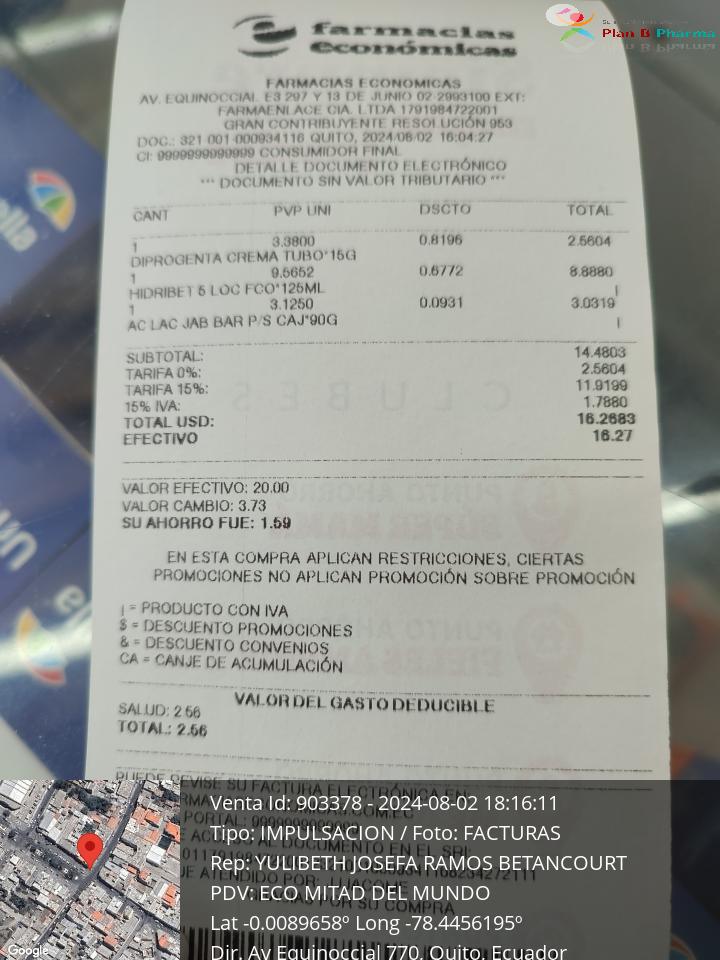 Plan B Pharma
farmacias
económicas
FARMACIAS ECONOMICAS
AV. EQUINOCCIAL E3 297 Y 13 DE JUNIO 02 2993100 EXT:
FARMAENLACE CIA. LTDA 1791984722001
GRAN CONTRIBUYENTE RESOLUCIÓN 953
DOC.: 321 001-000934116 QUITO, 2024/08/02 16:04:27
CI: 9999999999999 CONSUMIDOR FINAL
DETALLE DOCUMENTO ELECTRÓNICO
*** DOCUMENTO SIN VALOR TRIBUTARIO ***
CANT PVP UNI DSCTO TOTAL
1 3.3800 0.8196 2.5604
DIPROGENTA CREMA TUBO*15G
1 9.5652 0.6772 8.8880
HIDRIBET 5 LOC FCO*125ML |
1 3.1250 0.0931 3.0319
AC LAC JAB BAR P/S CAJ*90G |
SUBTOTAL: 14.4803
TARIFA 0%: 2.5604
TARIFA 15%: 11.9199
15% IVA: 1.7880
TOTAL USD: 16.2683
EFECTIVO 16.27
VALOR EFECTIVO: 20.00
VALOR CAMBIO: 3.73
SU AHORRO FUE: 1.59
EN ESTA COMPRA APLICAN RESTRICCIONES, CIERTAS
PROMOCIONES NO APLICAN PROMOCIÓN SOBRE PROMOCIÓN
| = PRODUCTO CON IVA
$ = DESCUENTO PROMOCIONES
& = DESCUENTO CONVENIOS
CA = CANJE DE ACUMULACIÓN
VALOR DEL GASTO DEDUCIBLE
SALUD: 2.56
TOTAL: 2.56
PUEDE REVISE SU FACTURA ELECTRÓNICA EN:
Venta Id: 903378 - 2024-08-02 18:16:11
Tipo: IMPULSACION / Foto: FACTURAS
Rep: YULIBETH JOSEFA RAMOS BETANCOURT
PDV: ECO MITAD DEL MUNDO
Lat -0.0089658º Long -78.4456195º
Dir. Av Equinoccial 770, Quito, Ecuador
Google